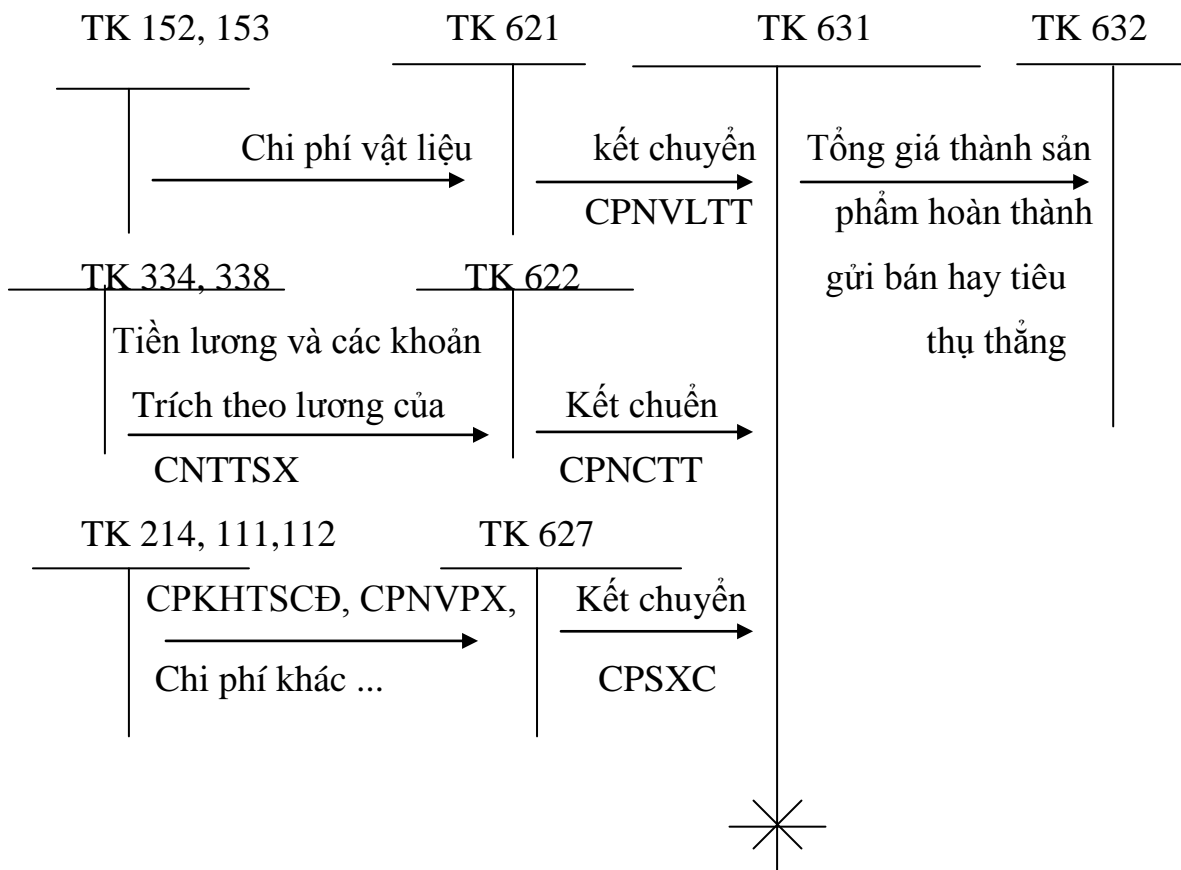 TK 152, 153 TK 621 TK 631 TK 632
Chi phí vật liệu kết chuyển Tổng giá thành sản
CPNVLTT phẩm hoàn thành
TK 334, 338 TK 622 gửi bán hay tiêu
Tiền lương và các khoản thụ thẳng
Trích theo lương của Kết chuển
CNTTSX CPNCTT
TK 214, 111,112 TK 627
CPKHTSCĐ, CPNVPX, Kết chuyển
Chi phí khác ... CPSXC